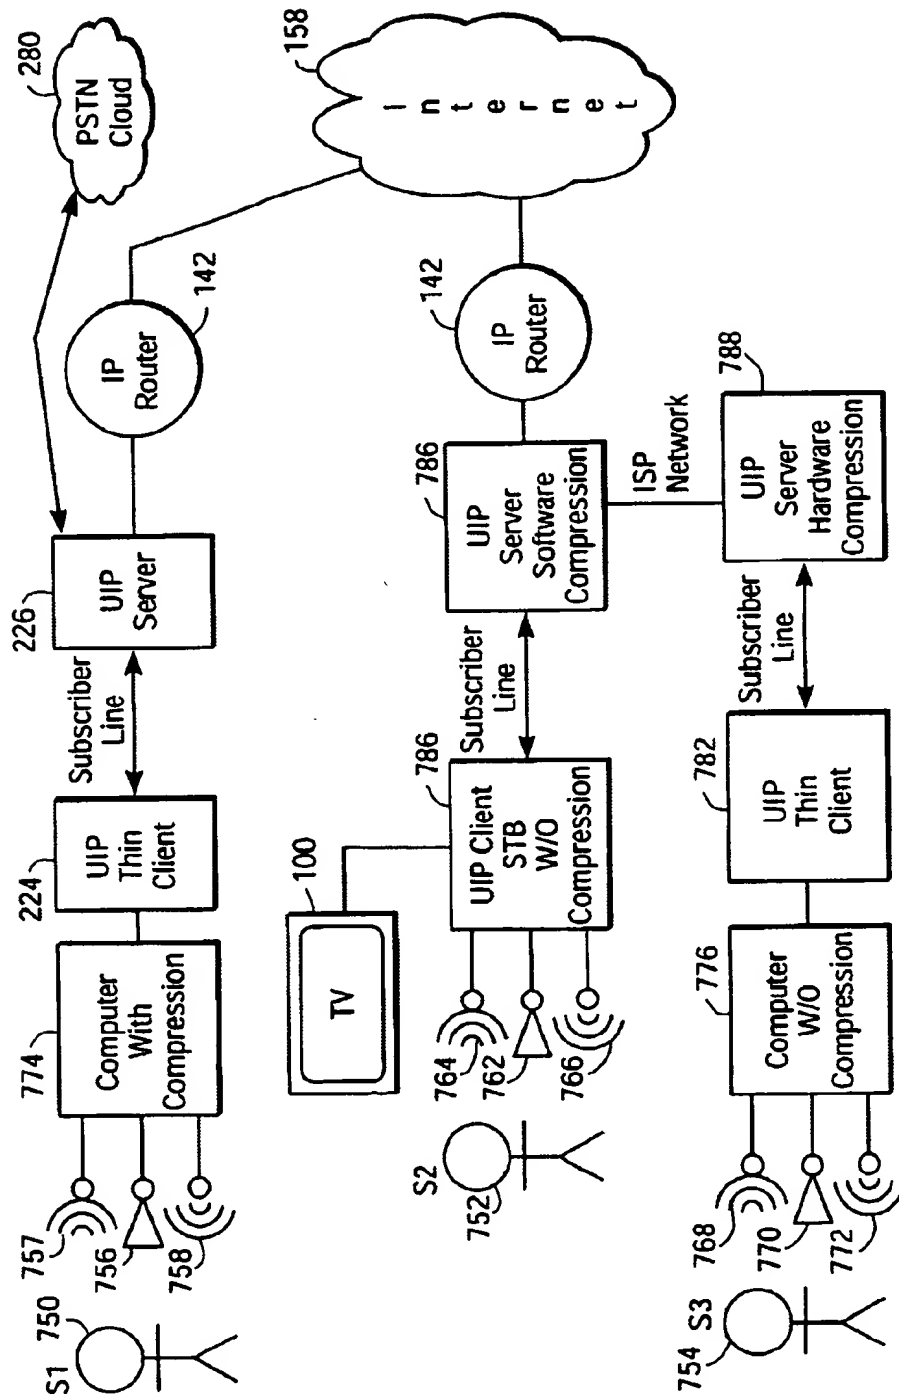 S1
750
757
756
758
774
Computer
With
Compression
224
UIP
Thin
Client
Subscriber
Line
226
UIP
Server
IP
Router
142
280
PSTN
Cloud
158
Internet
S2
752
764
762
766
100
TV
786
UIP Client
STB
W/O
Compression
Subscriber
Line
786
UIP
Server
Software
Compression
IP
Router
142
ISP
Network
S3
754
768
770
772
776
Computer
W/O
Compression
782
UIP
Thin
Client
Subscriber
Line
788
UIP
Server
Hardware
Compression